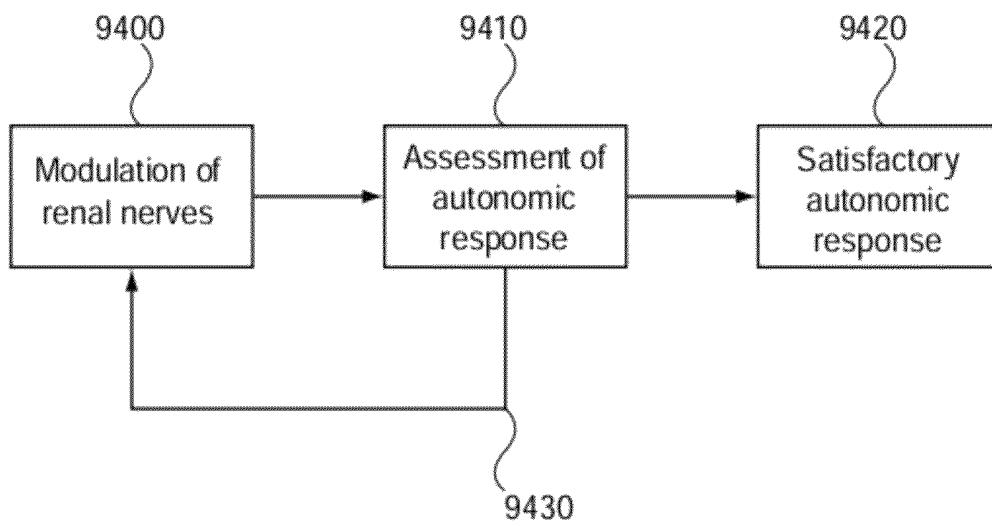 9400
9410
9420
Modulation of
renal nerves
Assessment of
autonomic
response
Satisfactory
autonomic
response
9430